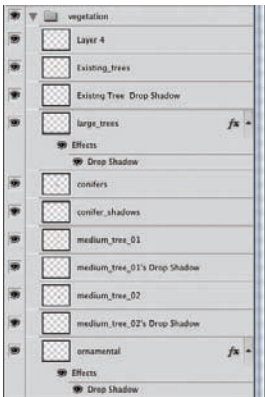 vegetation
Layer 4
Existing_trees
Existng Tree Drop Shadow
large_trees fx
Effects
Drop Shadow
conifers
conifer_shadows
medium_tree_01
medium_tree_01's Drop Shadow
medium_tree_02
medium_tree_02's Drop Shadow
ornamental fx
Effects
Drop Shadow